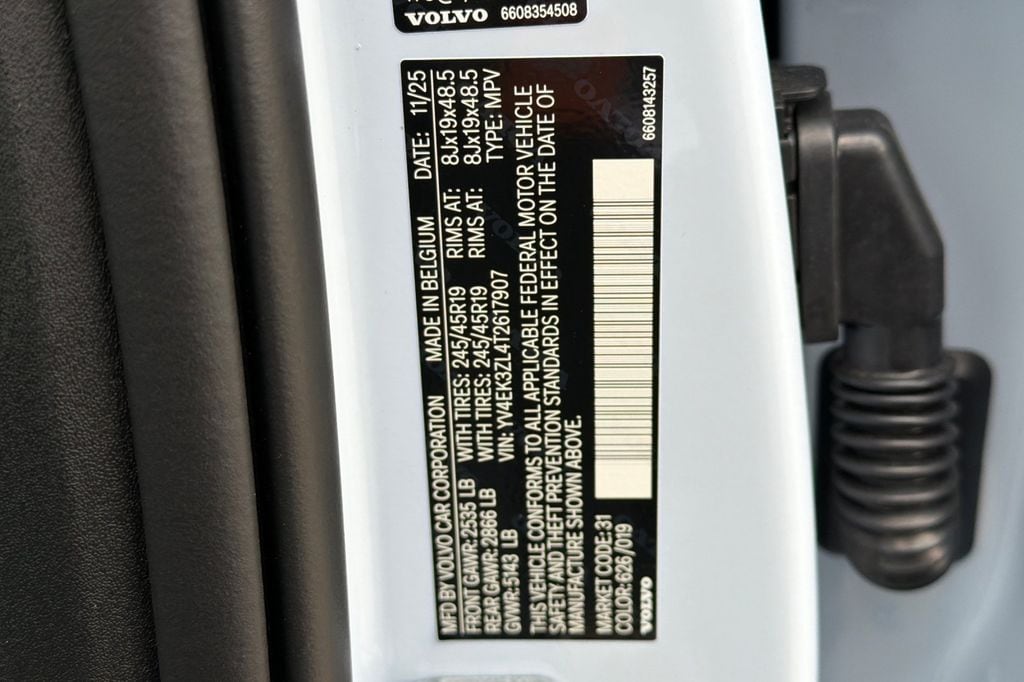 VOLVO 6608354508
MFD BY VOLVO CAR CORPORATION MADE IN BELGIUM DATE: 11/25
FRONT GAWR: 2535 LB WITH TIRES: 245/45R19 RIMS AT: 8Jx19x48.5
REAR GAWR: 2866 LB WITH TIRES: 245/45R19 RIMS AT: 8Jx19x48.5
GVWR: 5143 LB VIN: YV4EK3ZL4T2617907 TYPE: MPV
THIS VEHICLE CONFORMS TO ALL APPLICABLE FEDERAL MOTOR VEHICLE
SAFETY AND THEFT PREVENTION STANDARDS IN EFFECT ON THE DATE OF
MANUFACTURE SHOWN ABOVE.
MARKET CODE: 31
COLOR: 626 /019
VOLVO 6608143257